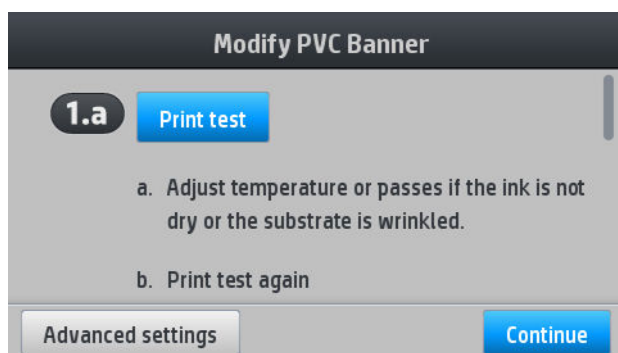 Modify PVC Banner
1.a Print test
a. Adjust temperature or passes if the ink is not
dry or the substrate is wrinkled.
b. Print test again
Advanced settings Continue